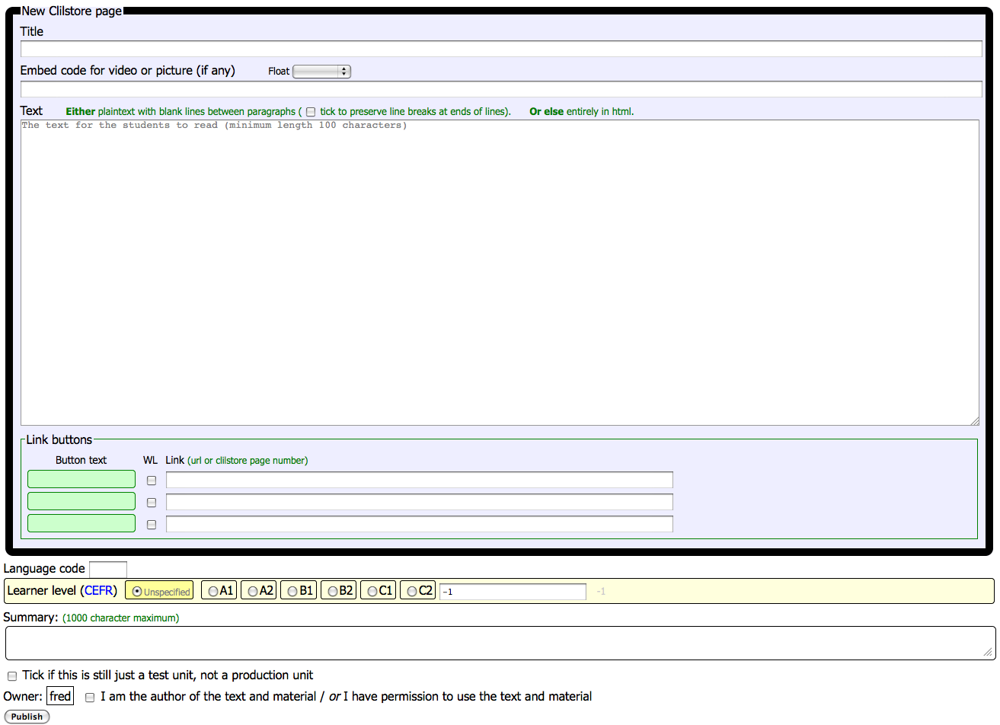 New Clilstore page
Title
Embed code for video or picture (if any) Float
Text Either plaintext with blank lines between paragraphs ( tick to preserve line breaks at ends of lines). Or else entirely in html.
The text for the students to read (minimum length 100 characters)
Link buttons
Button text WL Link (url or clilstore page number)
Language code
Learner level (CEFR) Unspecified A1 A2 B1 B2 C1 C2 -1 -1
Summary: (1000 character maximum)
Tick if this is still just a test unit, not a production unit
Owner: fred I am the author of the text and material / or I have permission to use the text and material
Publish